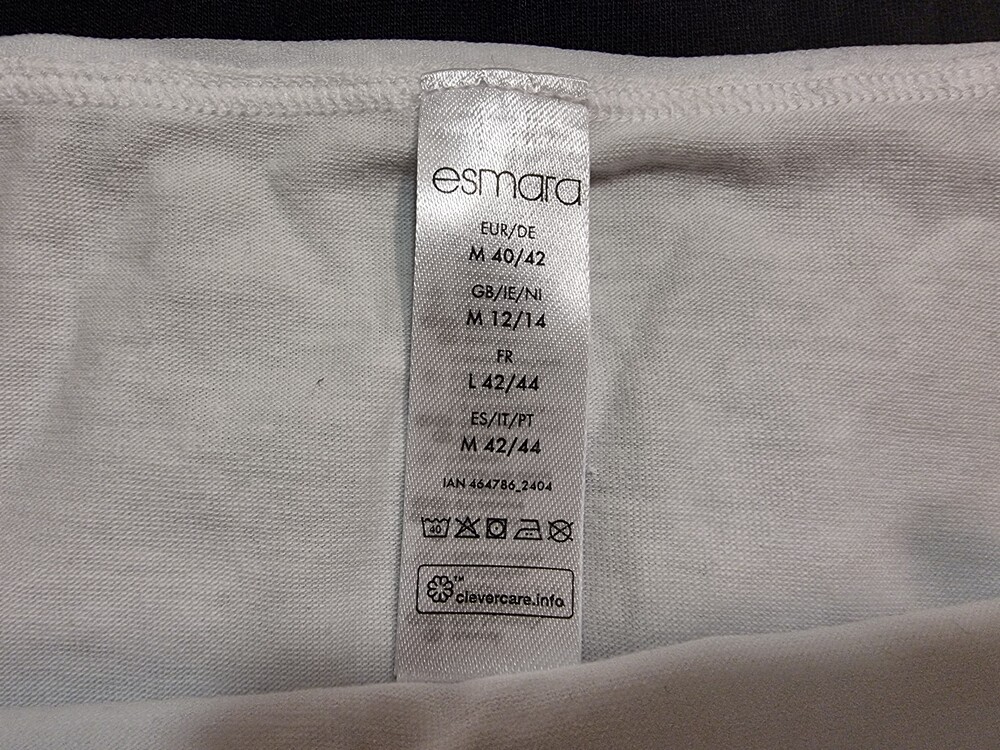 esmara
EUR/DE
M 40/42
GB/IE/NI
M 12/14
FR
L 42/44
ES/IT/PT
M 42/44
IAN 464786_2404
40
™
clevercare.info